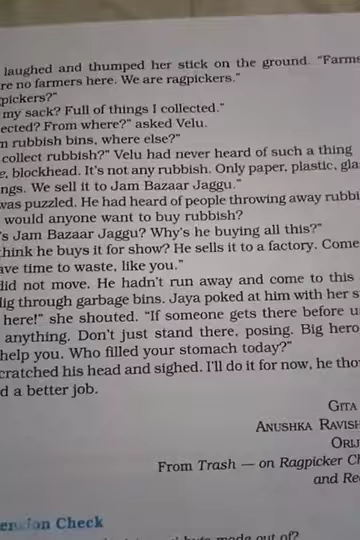 laughed and thumped her stick on the ground. "Farms
re no farmers here. We are ragpickers."
pickers?"
my sack? Full of things I collected."
ected? From where?" asked Velu.
m rubbish bins, where else?"
collect rubbish?" Velu had never heard of such a thing
e, blockhead. It's not any rubbish. Only paper, plastic, gla
ngs. We sell it to Jam Bazaar Jaggu."
was puzzled. He had heard of people throwing away rubbi
would anyone want to buy rubbish?
's Jam Bazaar Jaggu? Why's he buying all this?"
hink he buys it for show? He sells it to a factory. Come
ave time to waste, like you."
did not move. He hadn't run away and come to this
dig through garbage bins. Jaya poked at him with her s
here!" she shouted. "If someone gets there before u
anything. Don't just stand there, posing. Big hero
help you. Who filled your stomach today?"
cratched his head and sighed. I'll do it for now, he tho
d a better job.
GITA
ANUSHKA RAVISH
ORIJ
From Trash — on Ragpicker Ch
and Re
ension Check
made out of?